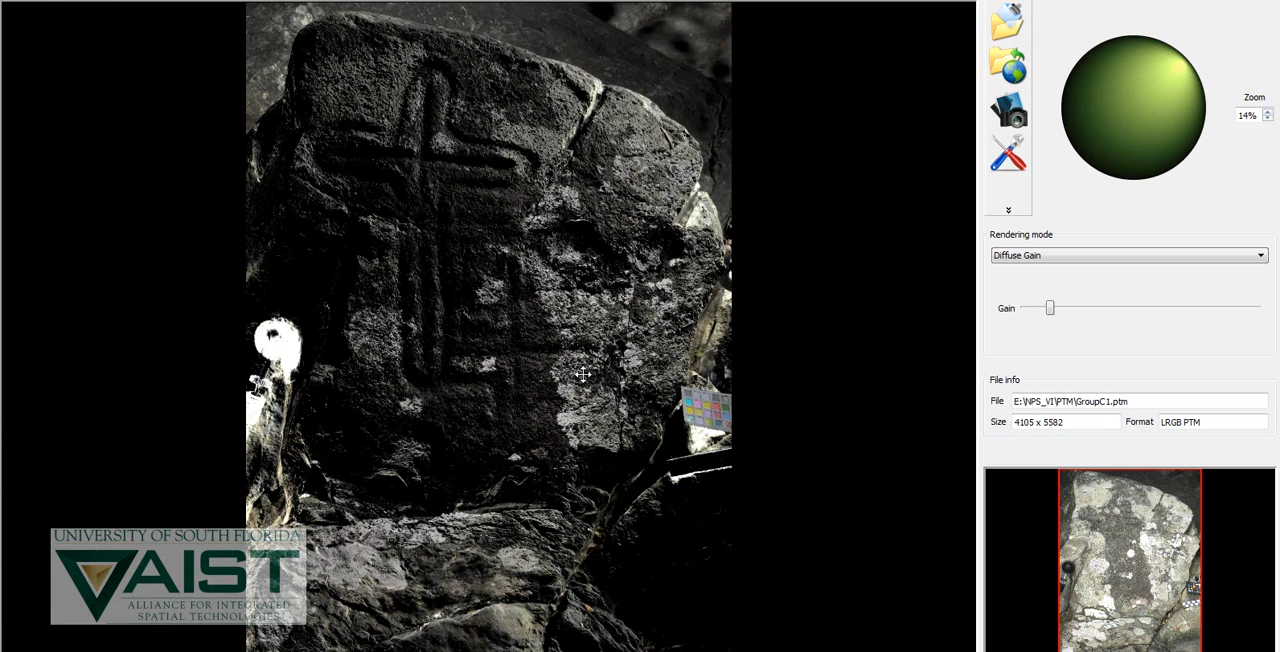 Zoom
14%
Rendering mode
Diffuse Gain
Gain
File info
File E:\NPS_VI\PTM\GroupC1.ptm
Size 4105 x 5582 Format LRGB PTM
UNIVERSITY OF SOUTH FLORIDA
AIST
ALLIANCE FOR INTEGRATED
SPATIAL TECHNOLOGIES